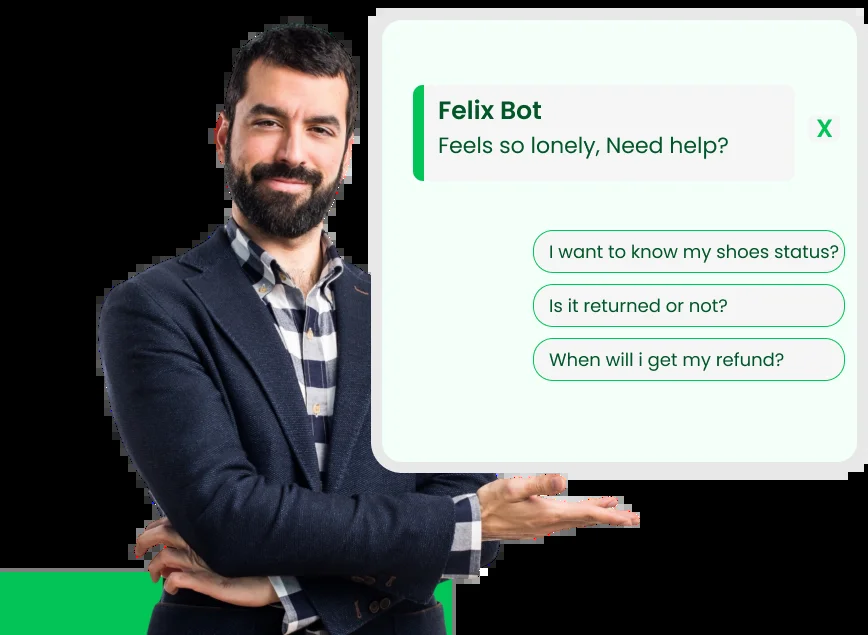 Felix Bot
Feels so lonely, Need help?
X
I want to know my shoes status?
Is it returned or not?
When will i get my refund?